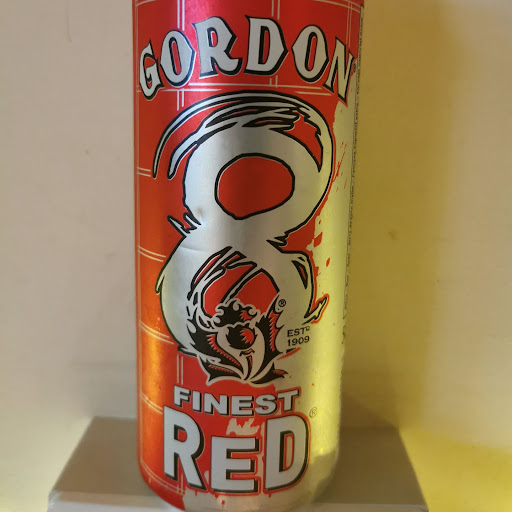 GORDON
8
®
ESTD
1909
FINEST
RED®